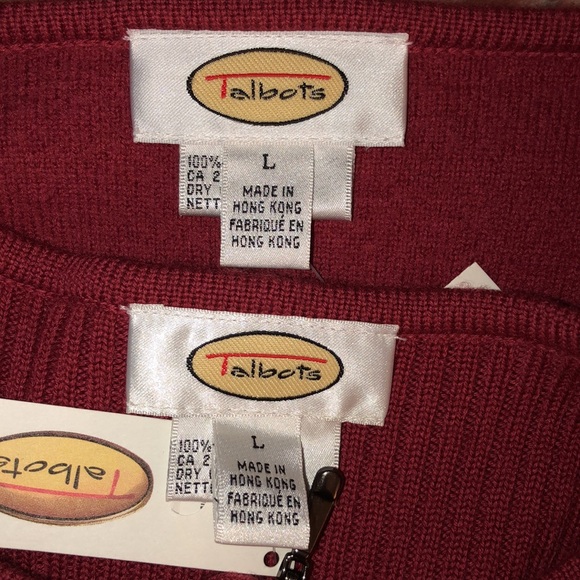 Talbots
100%
CA 2
DRY
NETT
L
MADE IN
HONG KONG
FABRIQUÉ EN
HONG KONG
Talbots
100%
CA 2
DRY
NETT
L
MADE IN
HONG KONG
FABRIQUÉ EN
HONG KONG
Talbots